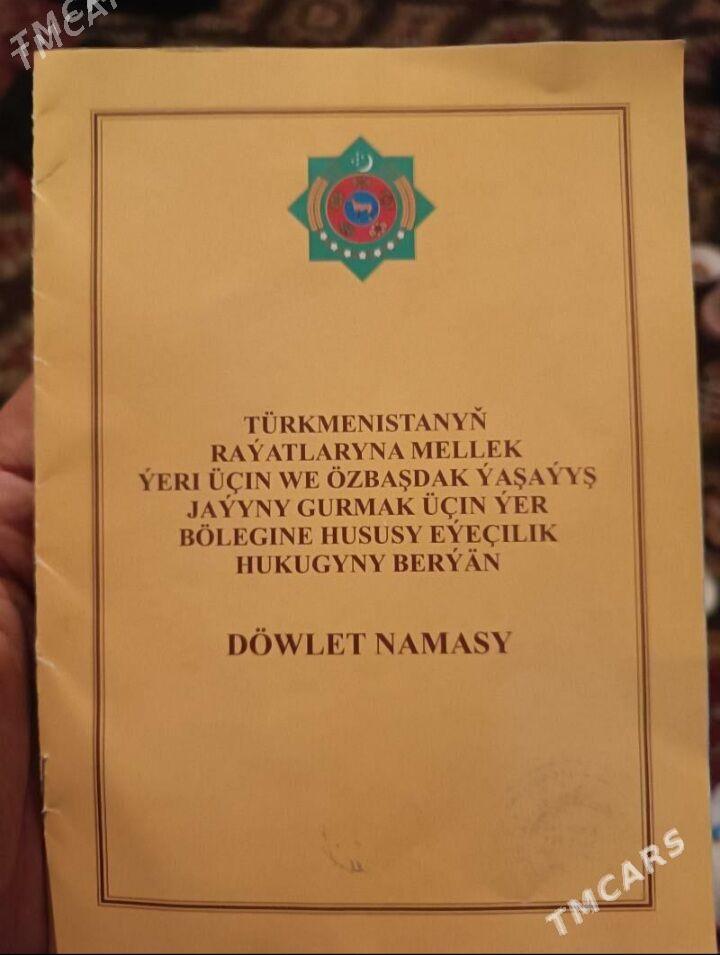 TMCARS
TÜRKMENISTANYŇ
RAÝATLARYNA MELLEK
ÝERI ÜÇIN WE ÖZBAŞDAK ÝAŞAÝYŞ
JAÝYNY GURMAK ÜÇIN ÝER
BÖLEGINE HUSUSY EÝEÇILIK
HUKUGYNY BERÝÄN
DÖWLET NAMASY
TMCARS